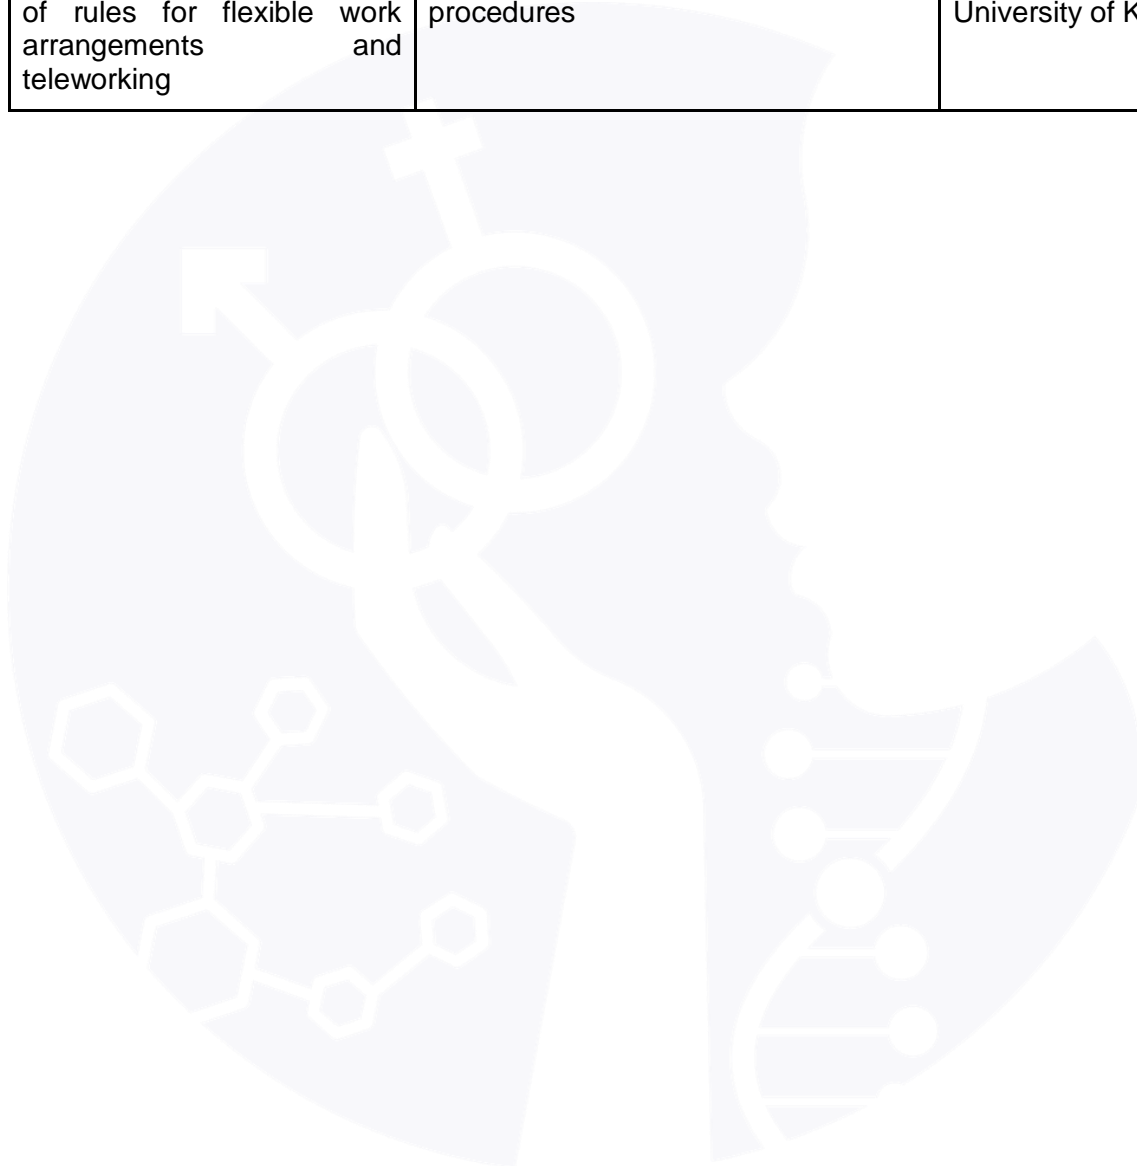 of rules for flexible work
arrangements and
teleworking
procedures
University of